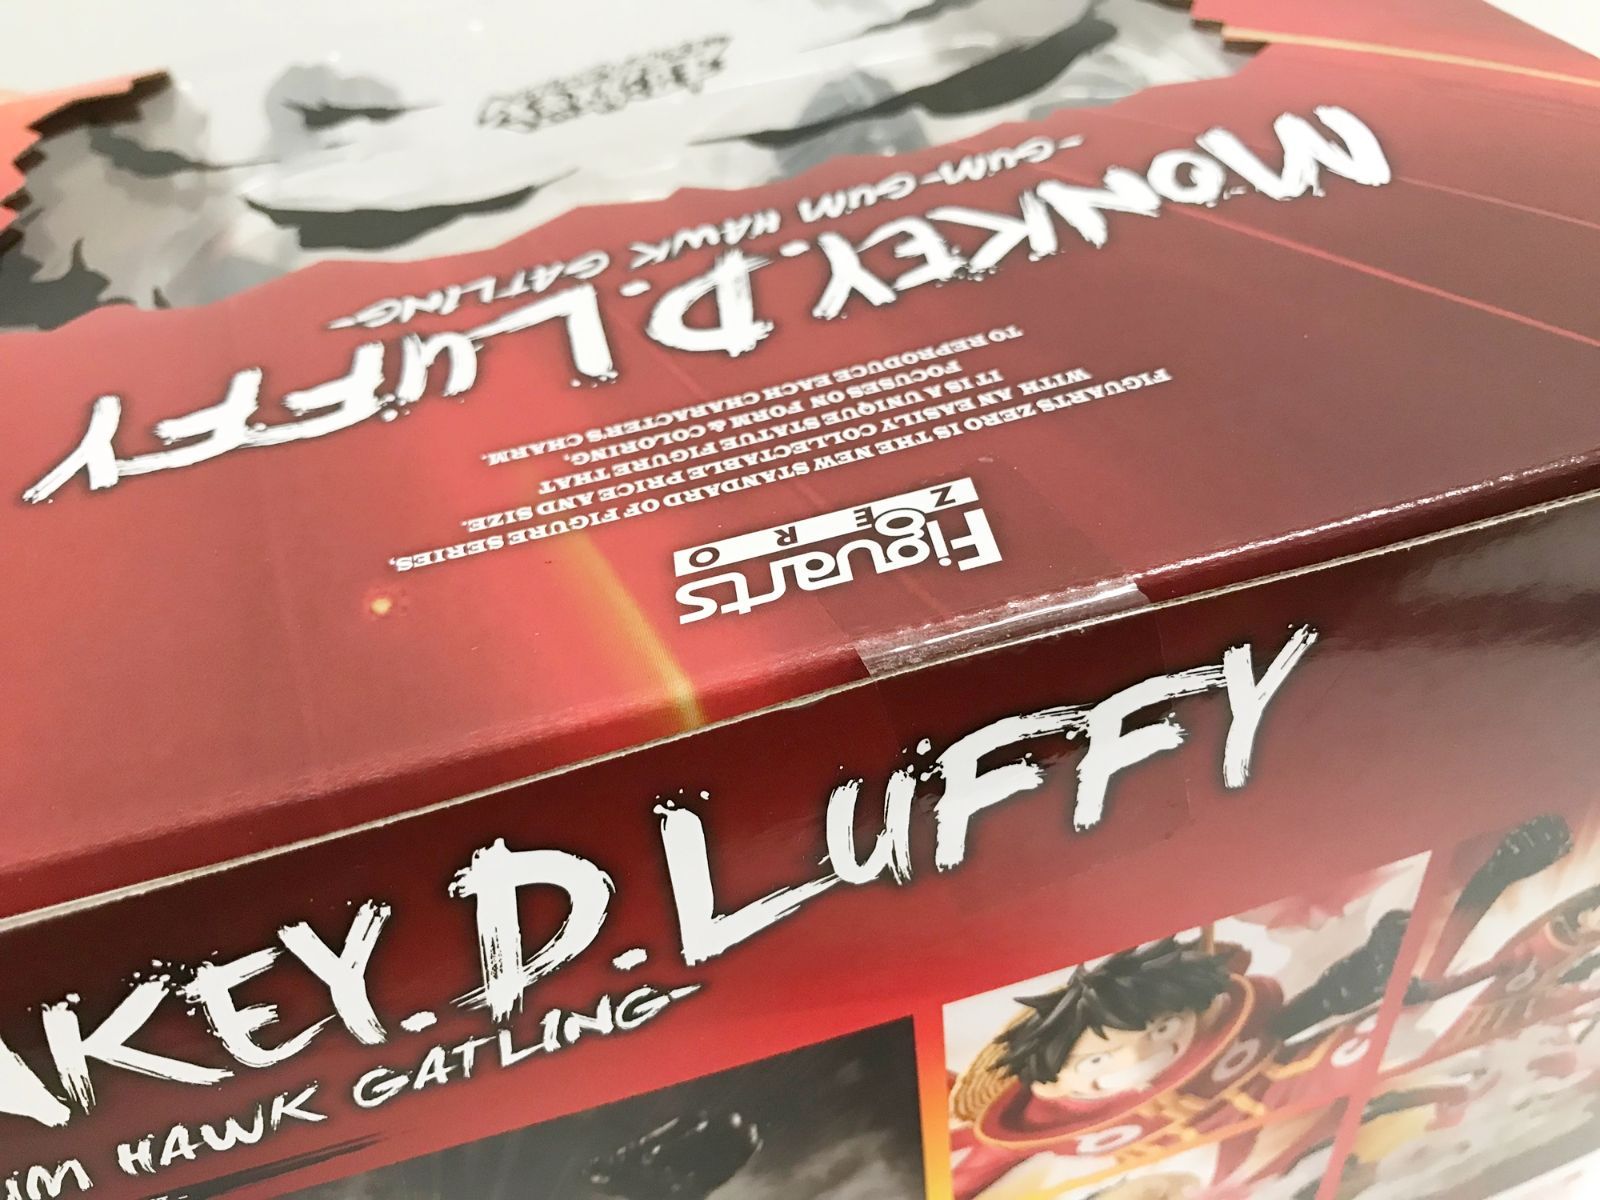 Figuarts
ZERO
FIGUARTS ZERO IS THE NEW STANDARD OF FIGURE SERIES,
WITH AN EASILY COLLECTABLE PRICE AND SIZE.
IT IS A UNIQUE STATUE FIGURE THAT
FOCUSES ON FORM & COLORING,
TO REPRODUCE EACH CHARACTER'S CHARM.
MONKEY.D.LUFFY
-GUM-GUM HAWK GATLING-
KEY.D.LUFFY
UM HAWK GATLING-